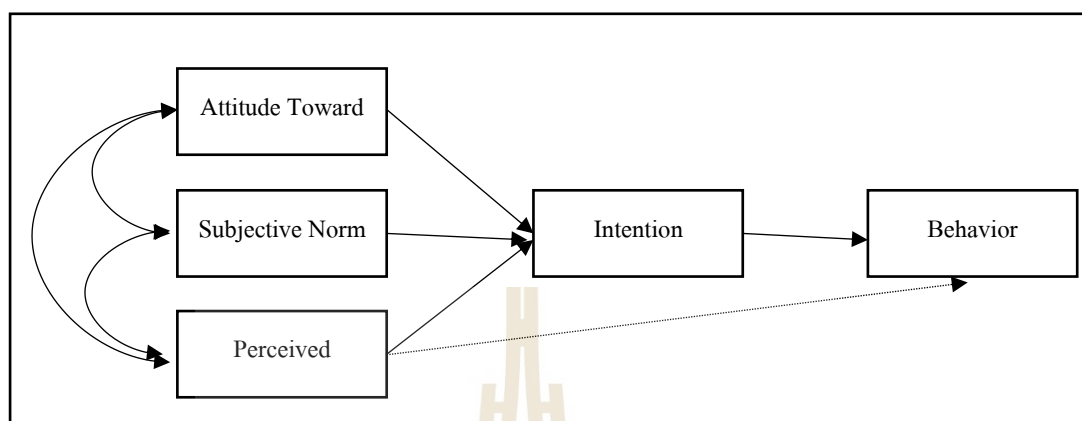 Attitude Toward
Subjective Norm
Intention
Behavior
Perceived